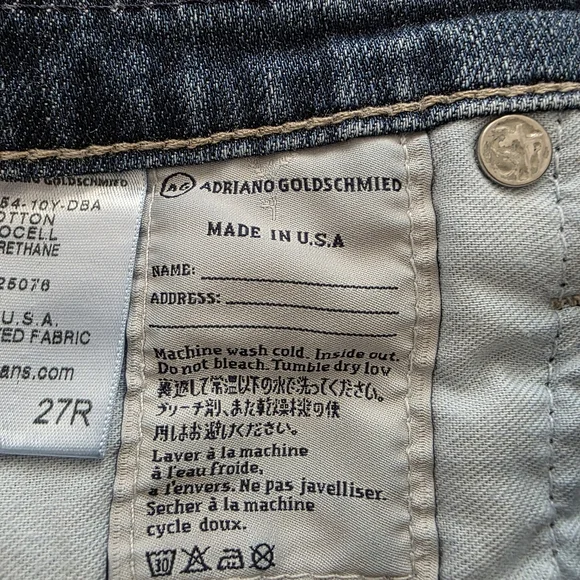 GOLDSCHMIED
54-10Y-DBA
OTTON
OCELL
RETHANE
25076
U.S.A.
TED FABRIC
ans.com
27R
AG ADRIANO GOLDSCHMIED
MADE IN U.S.A
NAME:
ADDRESS:
Machine wash cold. Inside out.
Do not bleach. Tumble dry low
裏返して常温以下の水で洗ってください。
ブリーチ剤、また乾燥機の使
用しはお避けください。
Laver à la machine
à l'eau froide,
a l'envers. Ne pas javelliser.
Secher à la machine
cycle doux.
30